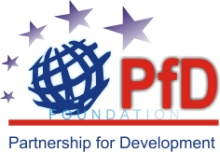 PfD
FOUNDATION
Partnership for Development